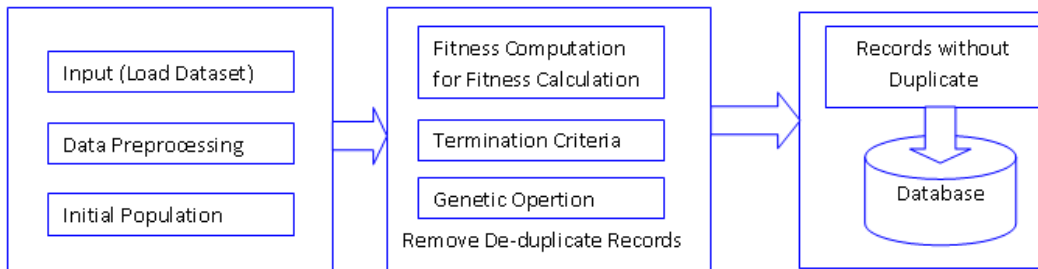 Input (Load Dataset)
Data Preprocessing
Initial Population
Fitness Computation
for Fitness Calculation
Termination Criteria
Genetic Opertion
Remove De-duplicate Records
Records without
Duplicate
Database